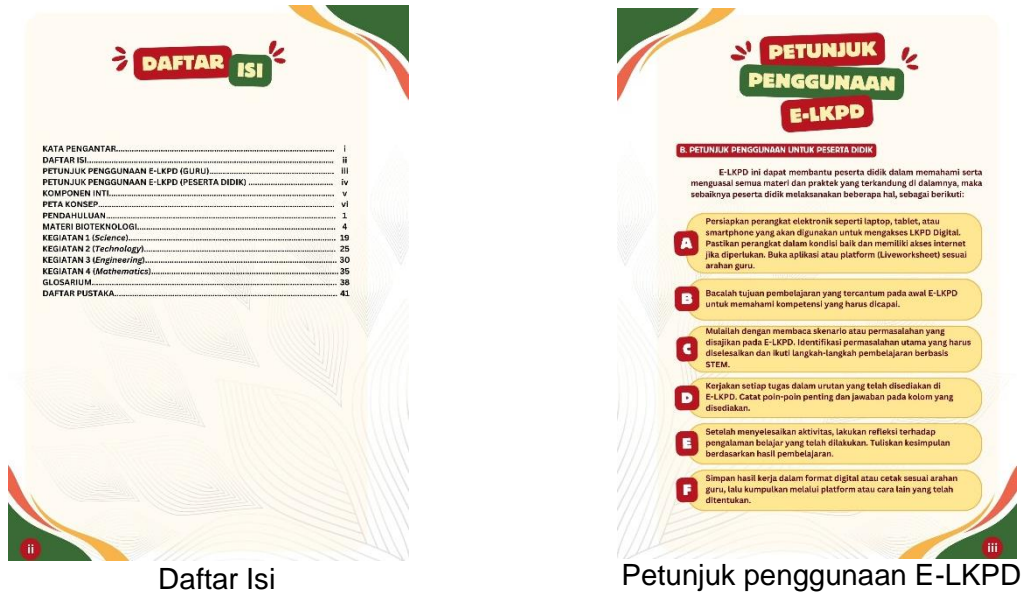 DAFTAR ISI
KATA PENGANTAR.......... i
DAFTAR ISI.......... ii
PETUNJUK PENGGUNAAN E-LKPD (GURU).......... iii
PETUNJUK PENGGUNAAN E-LKPD (PESERTA DIDIK).......... iv
KOMPONEN INTI.......... v
PETA KONSEP.......... vi
PENDAHULUAN.......... 1
MATERI BIOTEKNOLOGI.......... 4
KEGIATAN 1 (Science).......... 19
KEGIATAN 2 (Technology).......... 25
KEGIATAN 3 (Engineering).......... 30
KEGIATAN 4 (Mathematics).......... 35
GLOSARIUM.......... 38
DAFTAR PUSTAKA.......... 41
ii
Daftar Isi
PETUNJUK
PENGGUNAAN
E-LKPD
B. PETUNJUK PENGGUNAAN UNTUK PESERTA DIDIK
E-LKPD ini dapat membantu peserta didik dalam memahami serta
menguasai semua materi dan praktek yang terkandung di dalamnya, maka
sebaiknya peserta didik melaksanakan beberapa hal, sebagai berikuti:
A
Persiapkan perangkat elektronik seperti laptop, tablet, atau
smartphone yang akan digunakan untuk mengakses LKPD Digital.
Pastikan perangkat dalam kondisi baik dan memiliki akses internet
jika diperlukan. Buka aplikasi atau platform (Liveworksheet) sesuai
arahan guru.
B
Bacalah tujuan pembelajaran yang tercantum pada awal E-LKPD
untuk memahami kompetensi yang harus dicapai.
C
Mulailah dengan membaca skenario atau permasalahan yang
disajikan pada E-LKPD. Identifikasi permasalahan utama yang harus
diselesaikan dan ikuti langkah-langkah pembelajaran berbasis
STEM.
D
Kerjakan setiap tugas dalam urutan yang telah disediakan di
E-LKPD. Catat poin-poin penting dan jawaban pada kolom yang
disediakan.
E
Setelah menyelesaikan aktivitas, lakukan refleksi terhadap
pengalaman belajar yang telah dilakukan. Tuliskan kesimpulan
berdasarkan hasil pembelajaran.
F
Simpan hasil kerja dalam format digital atau cetak sesuai arahan
guru, lalu kumpulkan melalui platform atau cara lain yang telah
ditentukan.
iii
Petunjuk penggunaan E-LKPD